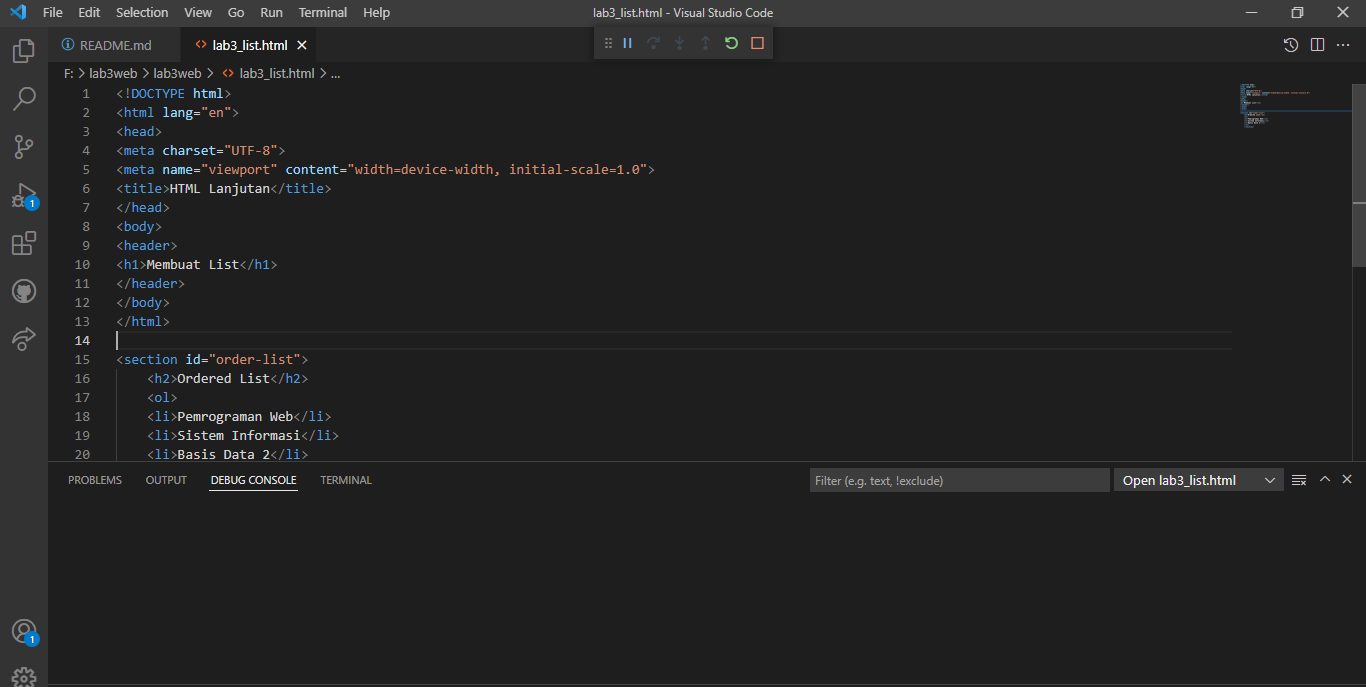 File Edit Selection View Go Run Terminal Help lab3_list.html - Visual Studio Code
README.md lab3_list.html
F: > lab3web > lab3web > lab3_list.html > ...
1 <!DOCTYPE html>
2 <html lang="en">
3 <head>
4 <meta charset="UTF-8">
5 <meta name="viewport" content="width=device-width, initial-scale=1.0">
6 <title>HTML Lanjutan</title>
7 </head>
8 <body>
9 <header>
10 <h1>Membuat List</h1>
11 </header>
12 </body>
13 </html>
14
15 <section id="order-list">
16 <h2>Ordered List</h2>
17 <ol>
18 <li>Pemrograman Web</li>
19 <li>Sistem Informasi</li>
20 <li>Basis Data 2</li>
1
PROBLEMS OUTPUT DEBUG CONSOLE TERMINAL Filter (e.g. text, !exclude) Open lab3_list.html
1